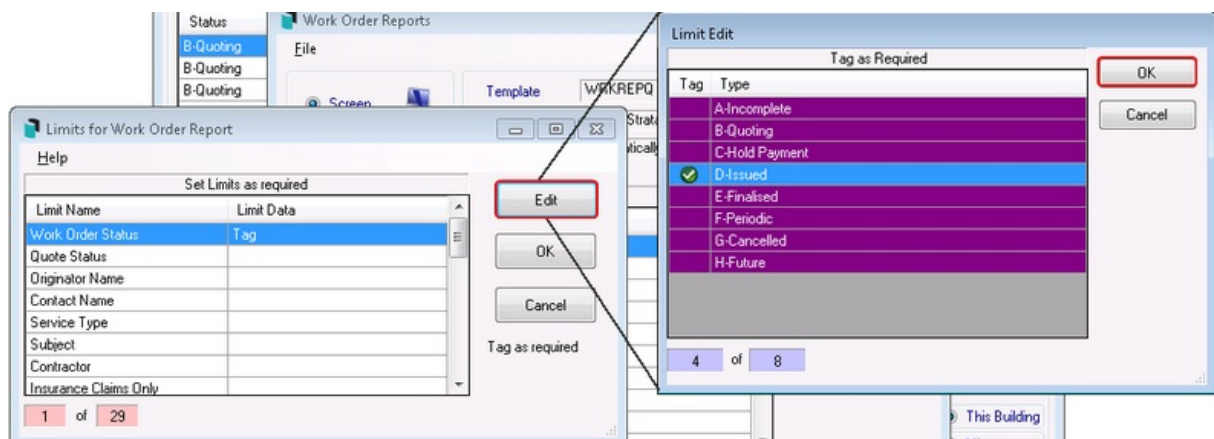 Status
B-Quoting
B-Quoting
B-Quoting
Work Order Reports
File
Screen
Template WRKREPQ
Strat
Limits for Work Order Report
Help
Set Limits as required
Limit Name Limit Data
Work Order Status Tag
Quote Status
Originator Name
Contact Name
Service Type
Subject
Contractor
Insurance Claims Only
1 of 29
Edit
OK
Cancel
Tag as required
Limit Edit
Tag as Required
Tag Type
A-Incomplete
B-Quoting
C-Hold Payment
D-Issued
E-Finalised
F-Periodic
G-Cancelled
H-Future
4 of 8
OK
Cancel
This Building